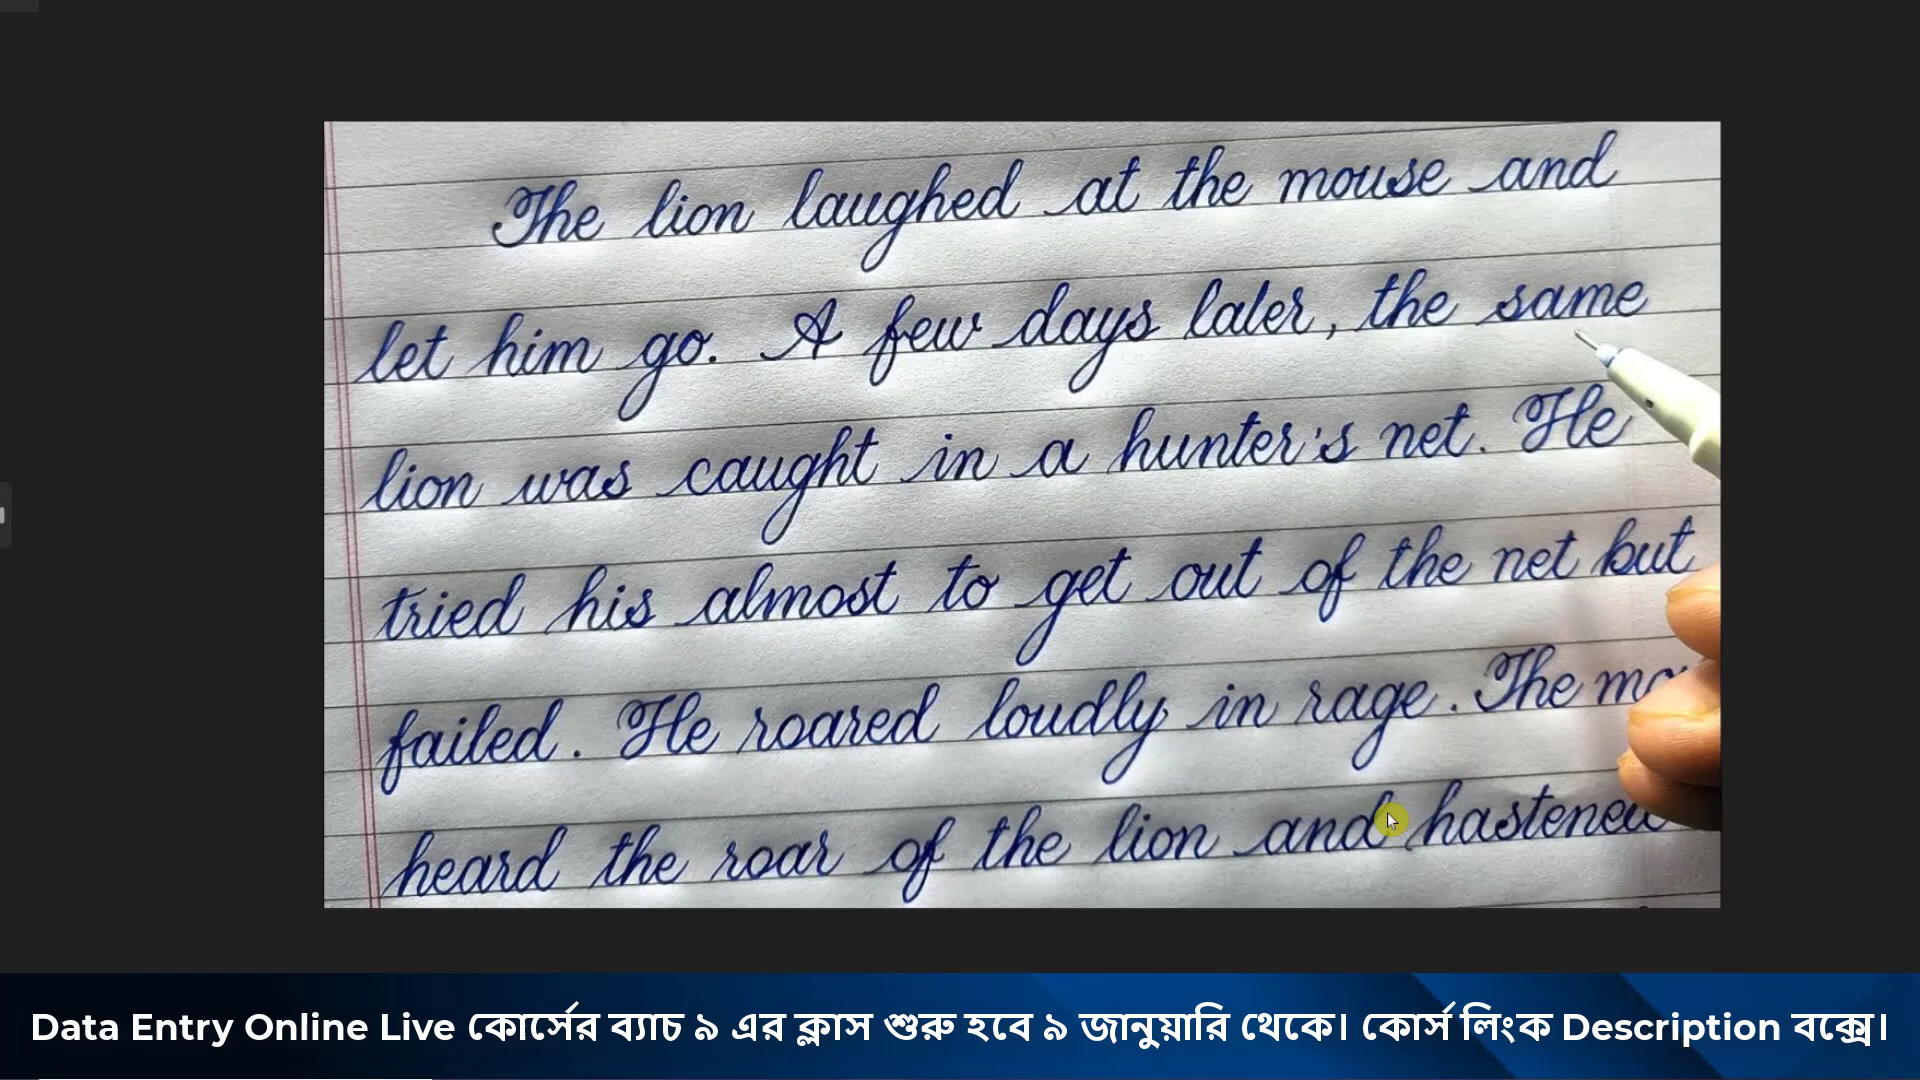 The lion laughed at the mouse and
let him go. A few days laler, the same
lion was caught in a hunter's net. He
tried his almost to get out of the net but
failed. He roared loudly in rage. The
heard the roar of the lion and hastened
Data Entry Online Live কোর্সের ব্যাচ ৯ এর ক্লাস শুরু হবে ৯ জানুয়ারি থেকে। কোর্স লিংক Description বক্সে।